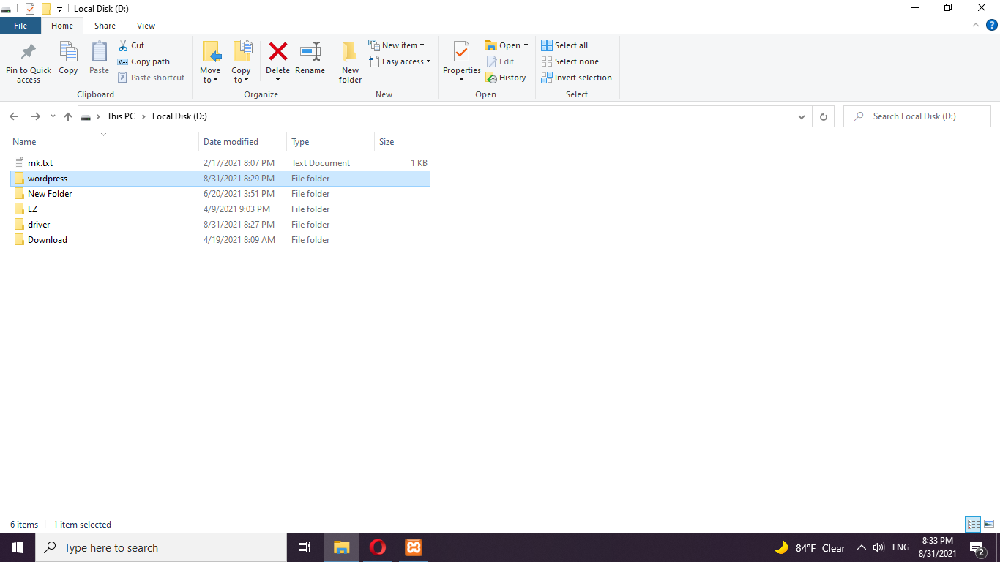 Local Disk (D:)
File Home Share View
Pin to Quick access
Copy
Paste
Cut
Copy path
Paste shortcut
Clipboard
Move to
Copy to
Delete
Rename
Organize
New folder
New item
Easy access
New
Properties
Open
Edit
History
Open
Select all
Select none
Invert selection
Select
This PC Local Disk (D:)
Search Local Disk (D:)
Name Date modified Type Size
mk.txt 2/17/2021 8:07 PM Text Document 1 KB
wordpress 8/31/2021 8:29 PM File folder
New Folder 6/20/2021 3:51 PM File folder
LZ 4/9/2021 9:03 PM File folder
driver 8/31/2021 8:27 PM File folder
Download 4/19/2021 8:09 AM File folder
6 items 1 item selected
Type here to search
84°F Clear
ENG
8:33 PM
8/31/2021
2